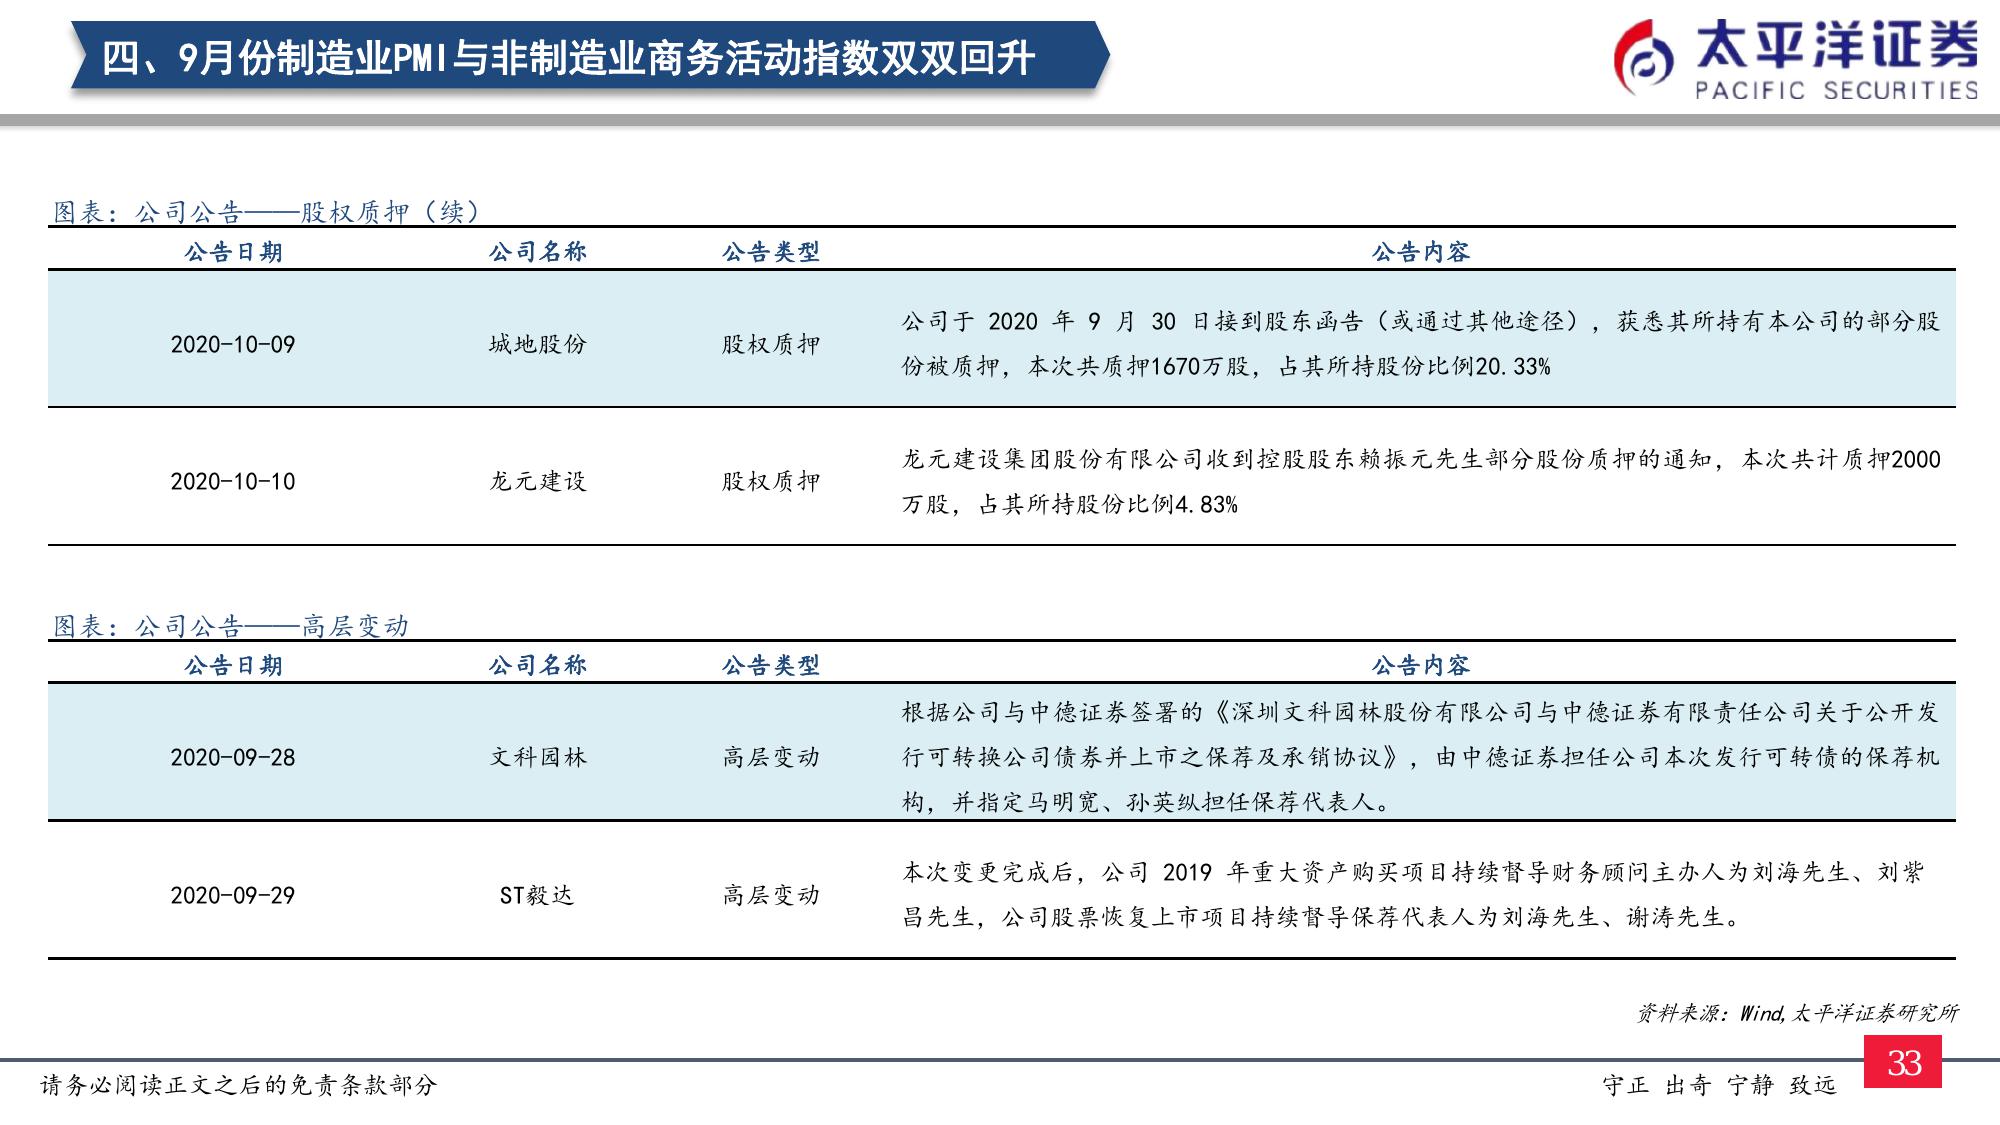 四、9月份制造业PMI与非制造业商务活动指数双双回升
太平洋证券
PACIFIC SECURITIES
图表：公司公告——股权质押（续）
公告日期 公司名称 公告类型 公告内容
2020-10-09 城地股份 股权质押 公司于 2020 年 9 月 30 日接到股东函告（或通过其他途径），获悉其所持有本公司的部分股
份被质押，本次共质押1670万股，占其所持股份比例20.33%
2020-10-10 龙元建设 股权质押 龙元建设集团股份有限公司收到控股股东赖振元先生部分股份质押的通知，本次共计质押2000
万股，占其所持股份比例4.83%
图表：公司公告——高层变动
公告日期 公司名称 公告类型 公告内容
根据公司与中德证券签署的《深圳文科园林股份有限公司与中德证券有限责任公司关于公开发
2020-09-28 文科园林 高层变动 行可转换公司债券并上市之保荐及承销协议》，由中德证券担任公司本次发行可转债的保荐机
构，并指定马明宽、孙英纵担任保荐代表人。
2020-09-29 ST毅达 高层变动 本次变更完成后，公司 2019 年重大资产购买项目持续督导财务顾问主办人为刘海先生、刘紫
昌先生，公司股票恢复上市项目持续督导保荐代表人为刘海先生、谢涛先生。
资料来源：Wind,太平洋证券研究所
请务必阅读正文之后的免责条款部分
守正 出奇 宁静 致远
33